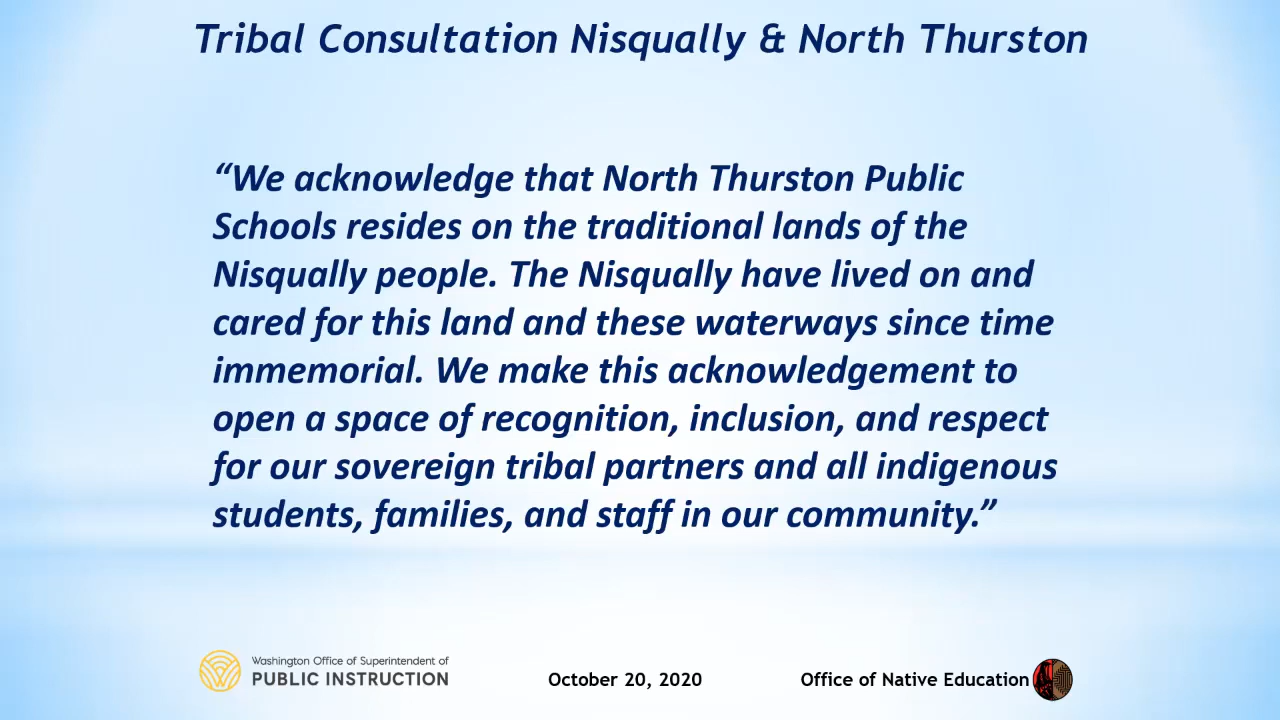 Tribal Consultation Nisqually & North Thurston
“We acknowledge that North Thurston Public
Schools resides on the traditional lands of the
Nisqually people. The Nisqually have lived on and
cared for this land and these waterways since time
immemorial. We make this acknowledgement to
open a space of recognition, inclusion, and respect
for our sovereign tribal partners and all indigenous
students, families, and staff in our community.”
Washington Office of Superintendent of
PUBLIC INSTRUCTION
October 20, 2020
Office of Native Education